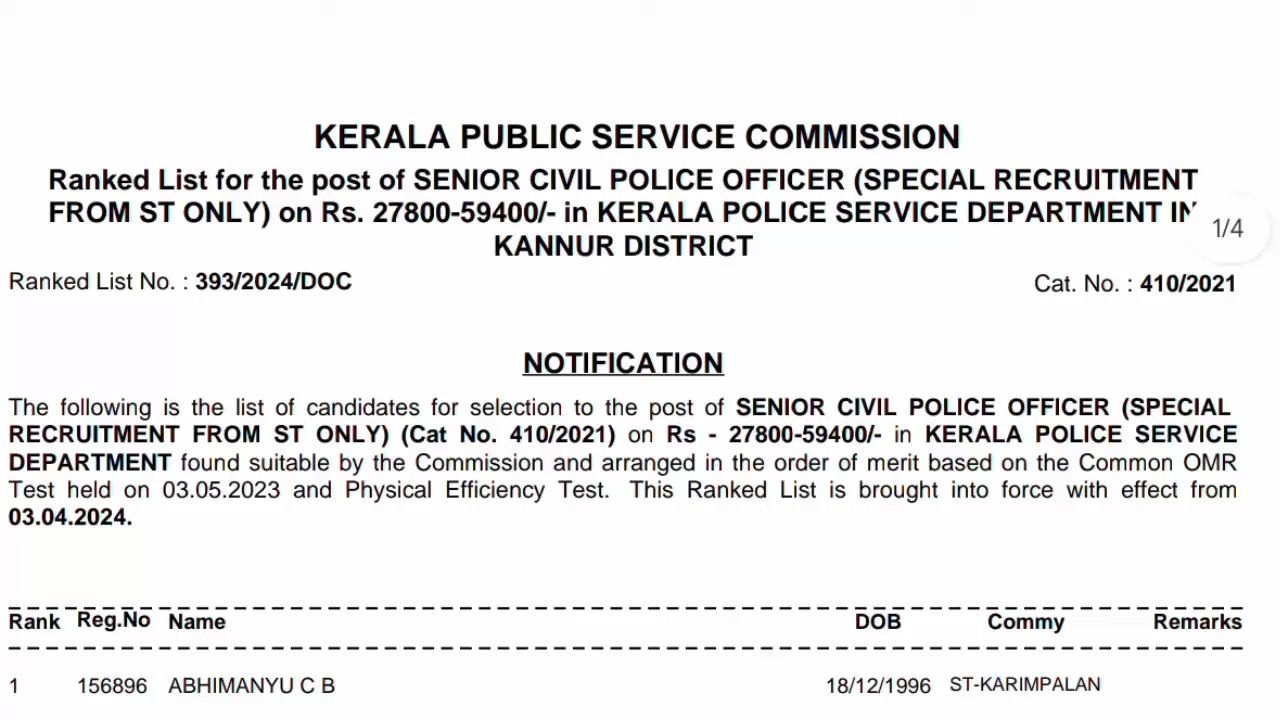 KERALA PUBLIC SERVICE COMMISSION
Ranked List for the post of SENIOR CIVIL POLICE OFFICER (SPECIAL RECRUITMENT
FROM ST ONLY) on Rs. 27800-59400/- in KERALA POLICE SERVICE DEPARTMENT IN
1/4
KANNUR DISTRICT
Ranked List No. : 393/2024/DOC Cat. No. : 410/2021
NOTIFICATION
The following is the list of candidates for selection to the post of SENIOR CIVIL POLICE OFFICER (SPECIAL
RECRUITMENT FROM ST ONLY) (Cat No. 410/2021) on Rs - 27800-59400/- in KERALA POLICE SERVICE
DEPARTMENT found suitable by the Commission and arranged in the order of merit based on the Common OMR
Test held on 03.05.2023 and Physical Efficiency Test. This Ranked List is brought into force with effect from
03.04.2024.
Rank Reg.No Name DOB Commy Remarks
1 156896 ABHIMANYU C B 18/12/1996 ST-KARIMPALAN